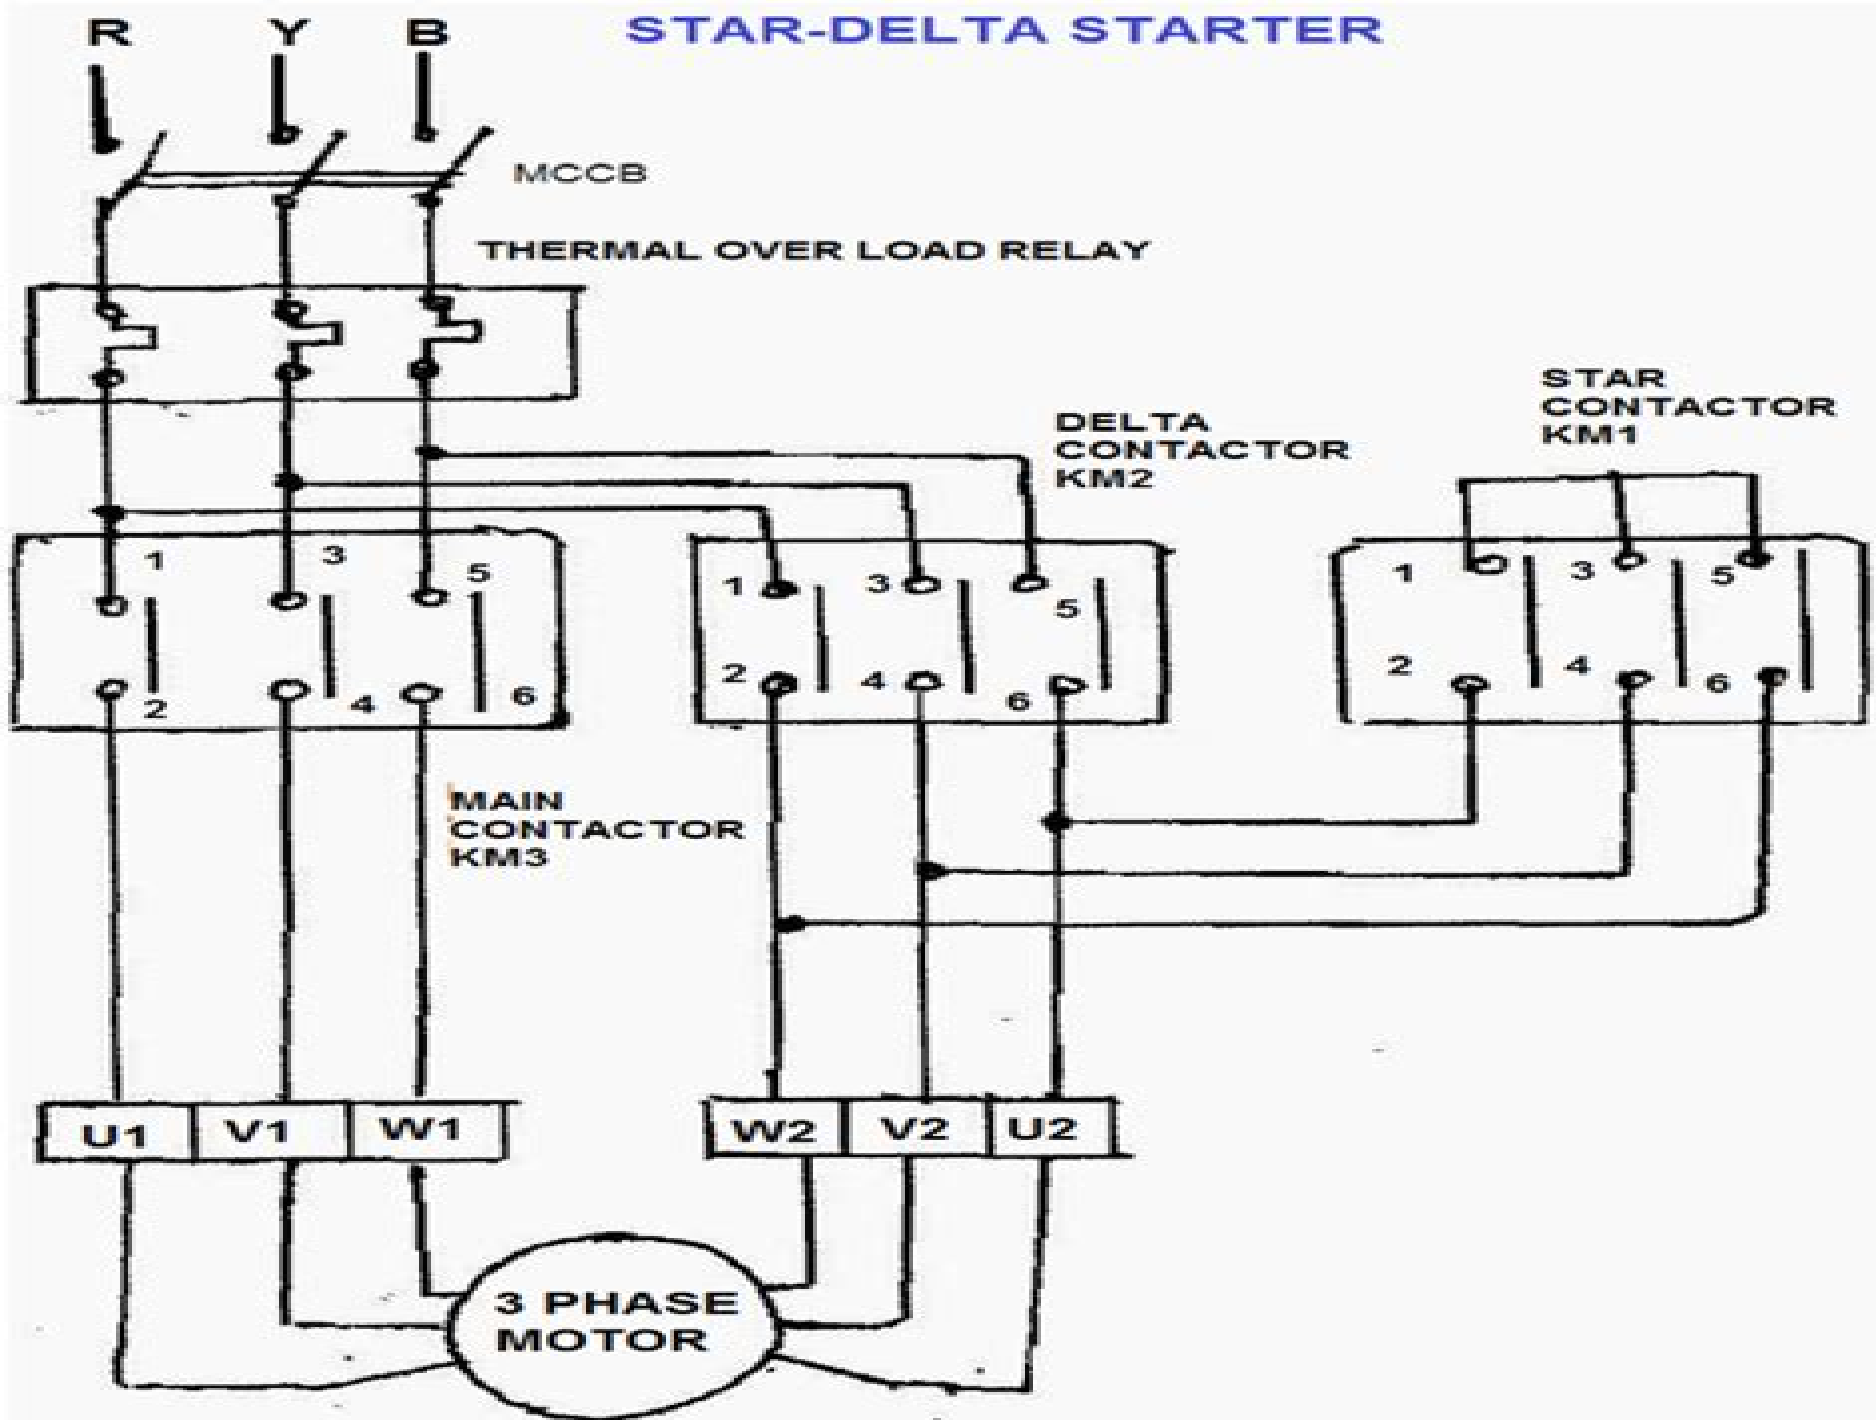 R Y B STAR-DELTA STARTER
MCCB
THERMAL OVER LOAD RELAY
STAR
CONTACTOR
KM1
DELTA
CONTACTOR
KM2
1 3 5
2 4 6
1 3 5
2 4 6
1 3 5
2 4 6
MAIN
CONTACTOR
KM3
U1 V1 W1 W2 V2 U2
3 PHASE
MOTOR